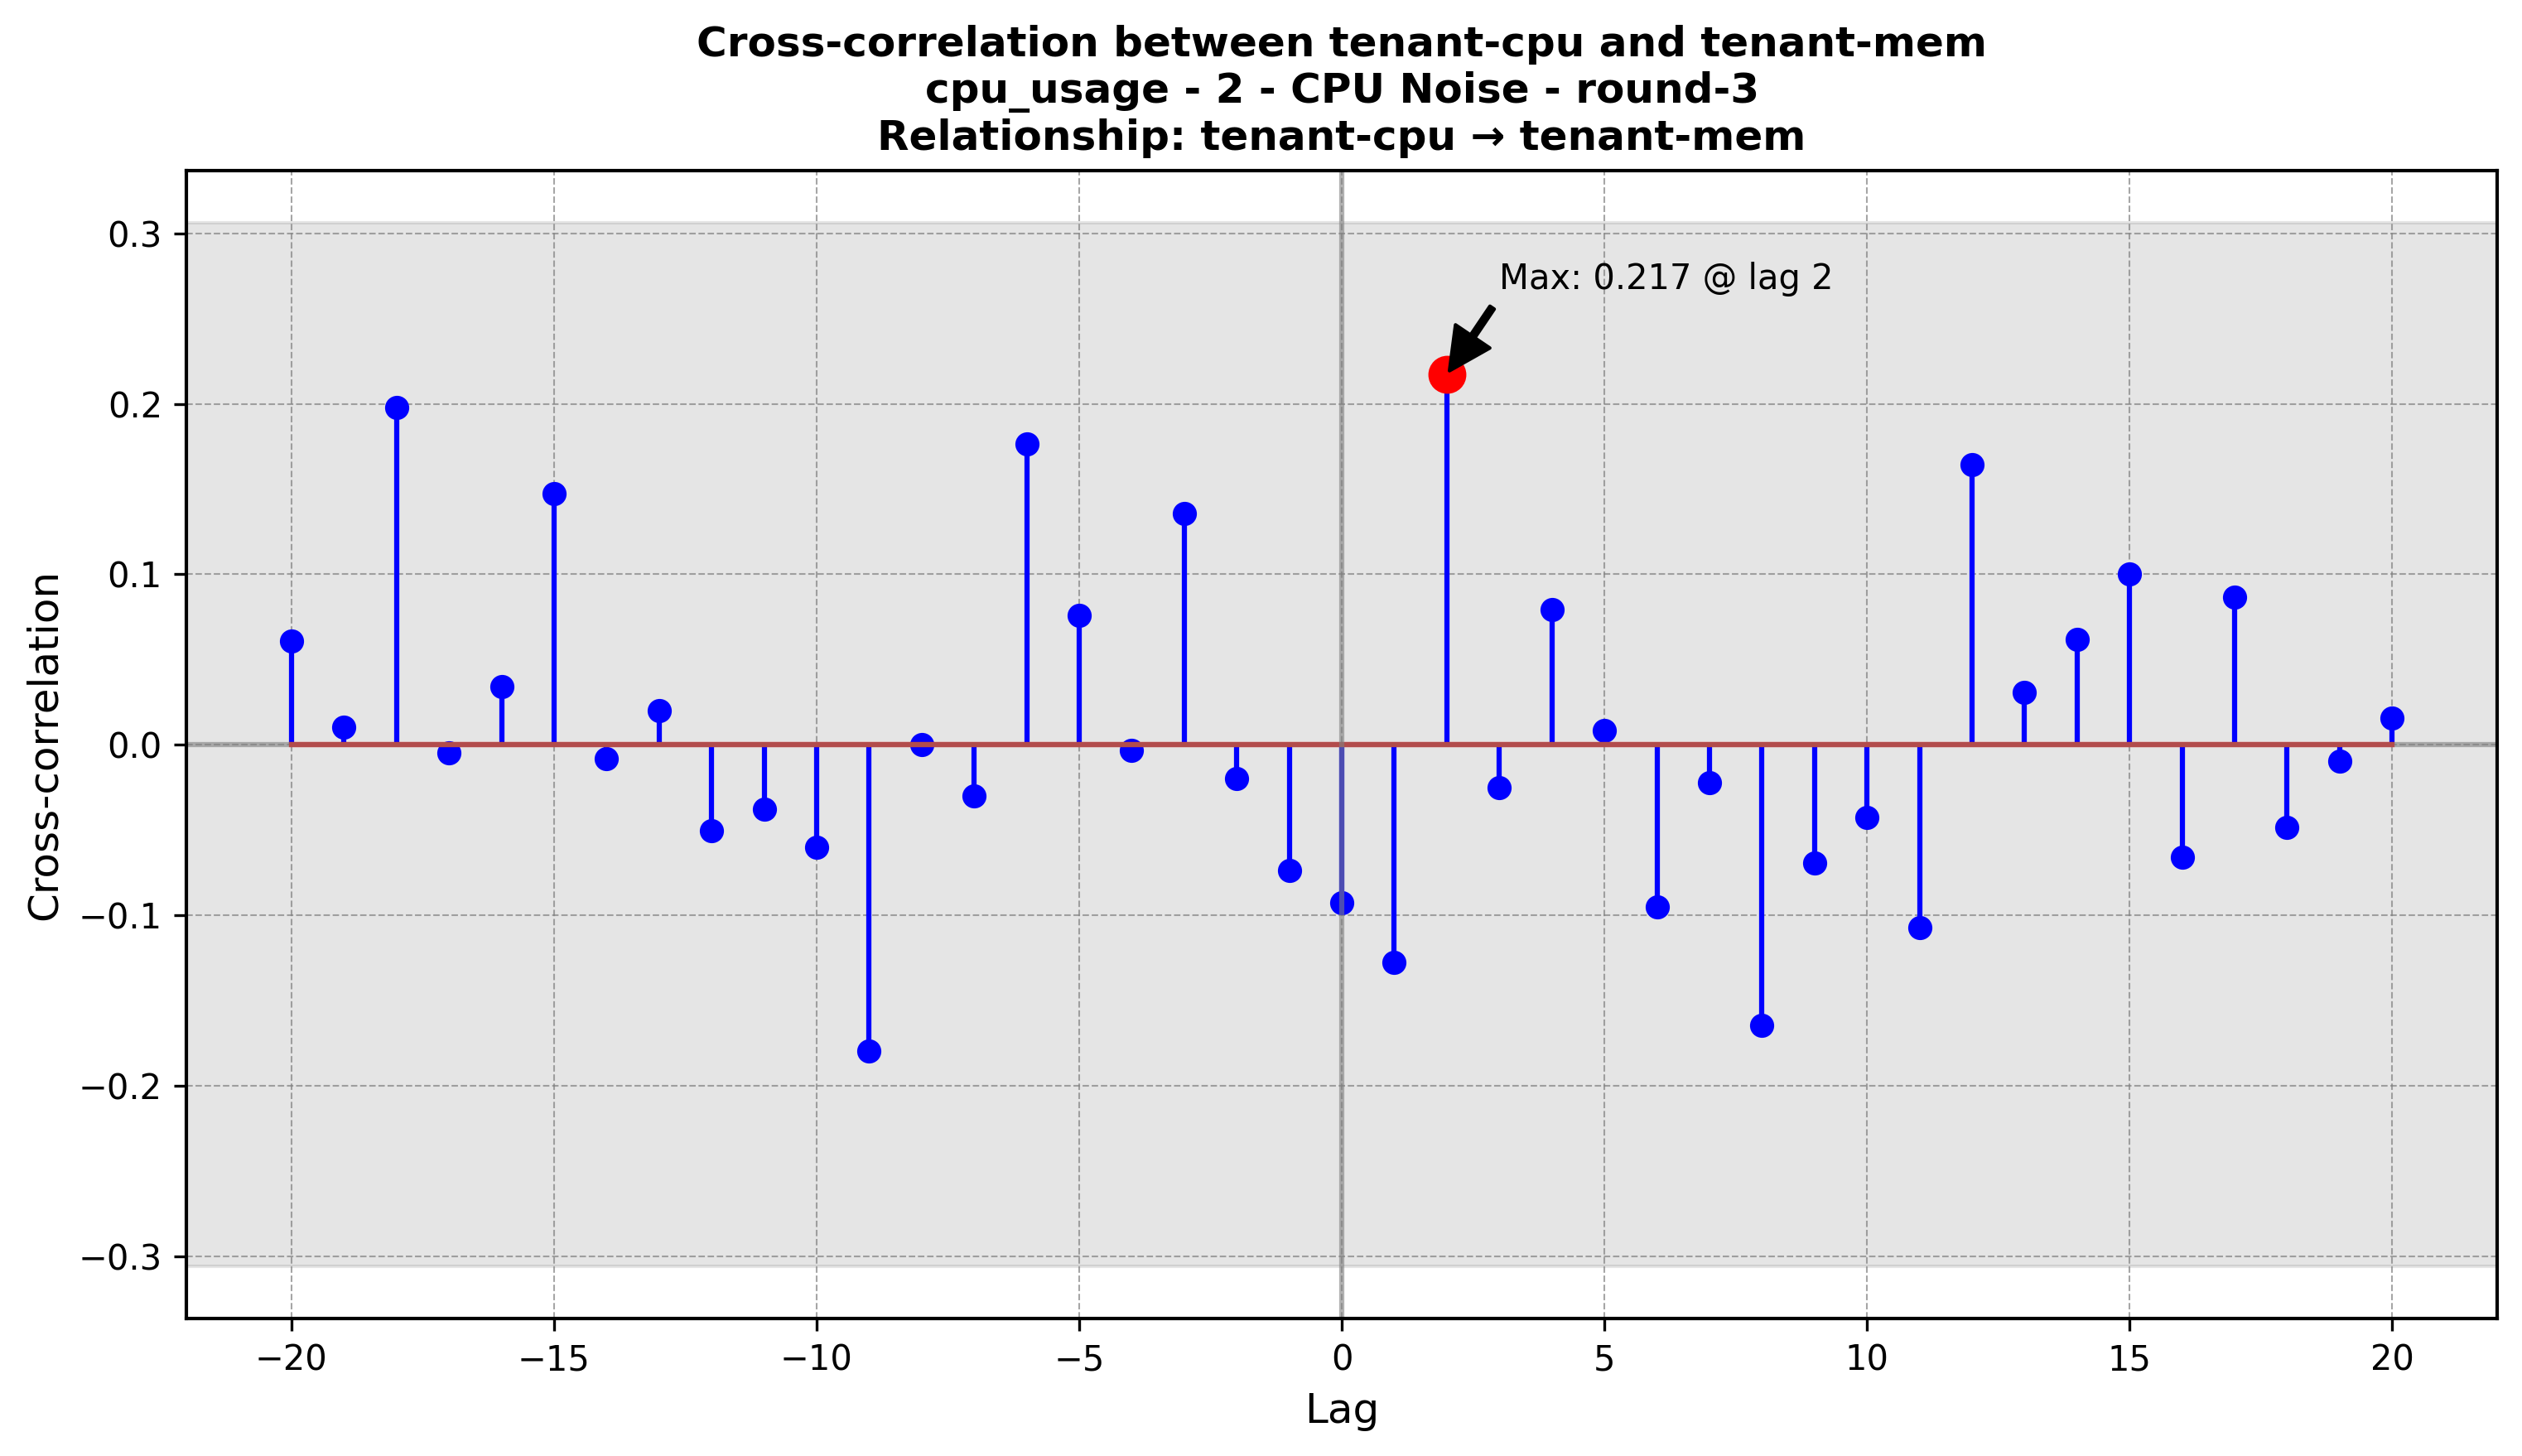 Cross-correlation between tenant-cpu and tenant-mem
cpu_usage - 2 - CPU Noise - round-3
Relationship: tenant-cpu → tenant-mem
Max: 0.217 @ lag 2
Cross-correlation
0.3
0.2
0.1
0.0
−0.1
−0.2
−0.3
−20
−15
−10
−5
0
5
10
15
20
Lag